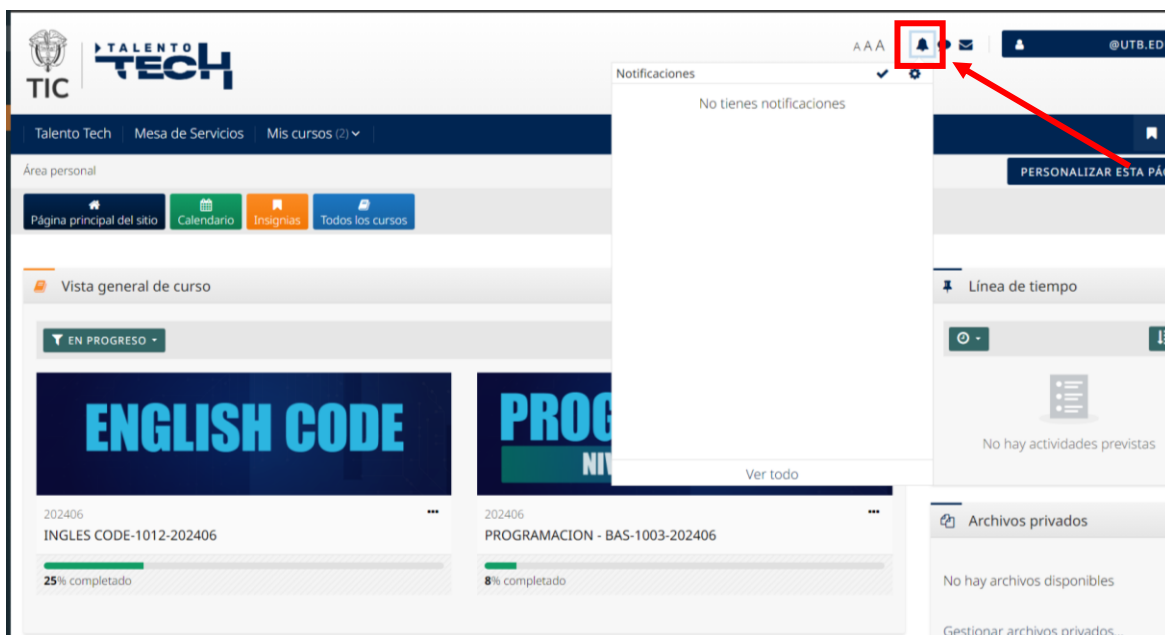 TIC
TALENTO
TECH
A A A
@UTB.ED
Notificaciones
No tienes notificaciones
Ver todo
Talento Tech
Mesa de Servicios
Mis cursos (2)
Área personal
PERSONALIZAR ESTA PÁG
Página principal del sitio
Calendario
Insignias
Todos los cursos
Vista general de curso
EN PROGRESO
ENGLISH CODE
202406
INGLES CODE-1012-202406
25% completado
PROG
NIV
202406
PROGRAMACION - BAS-1003-202406
8% completado
Línea de tiempo
No hay actividades previstas
Archivos privados
No hay archivos disponibles
Gestionar archivos privados...